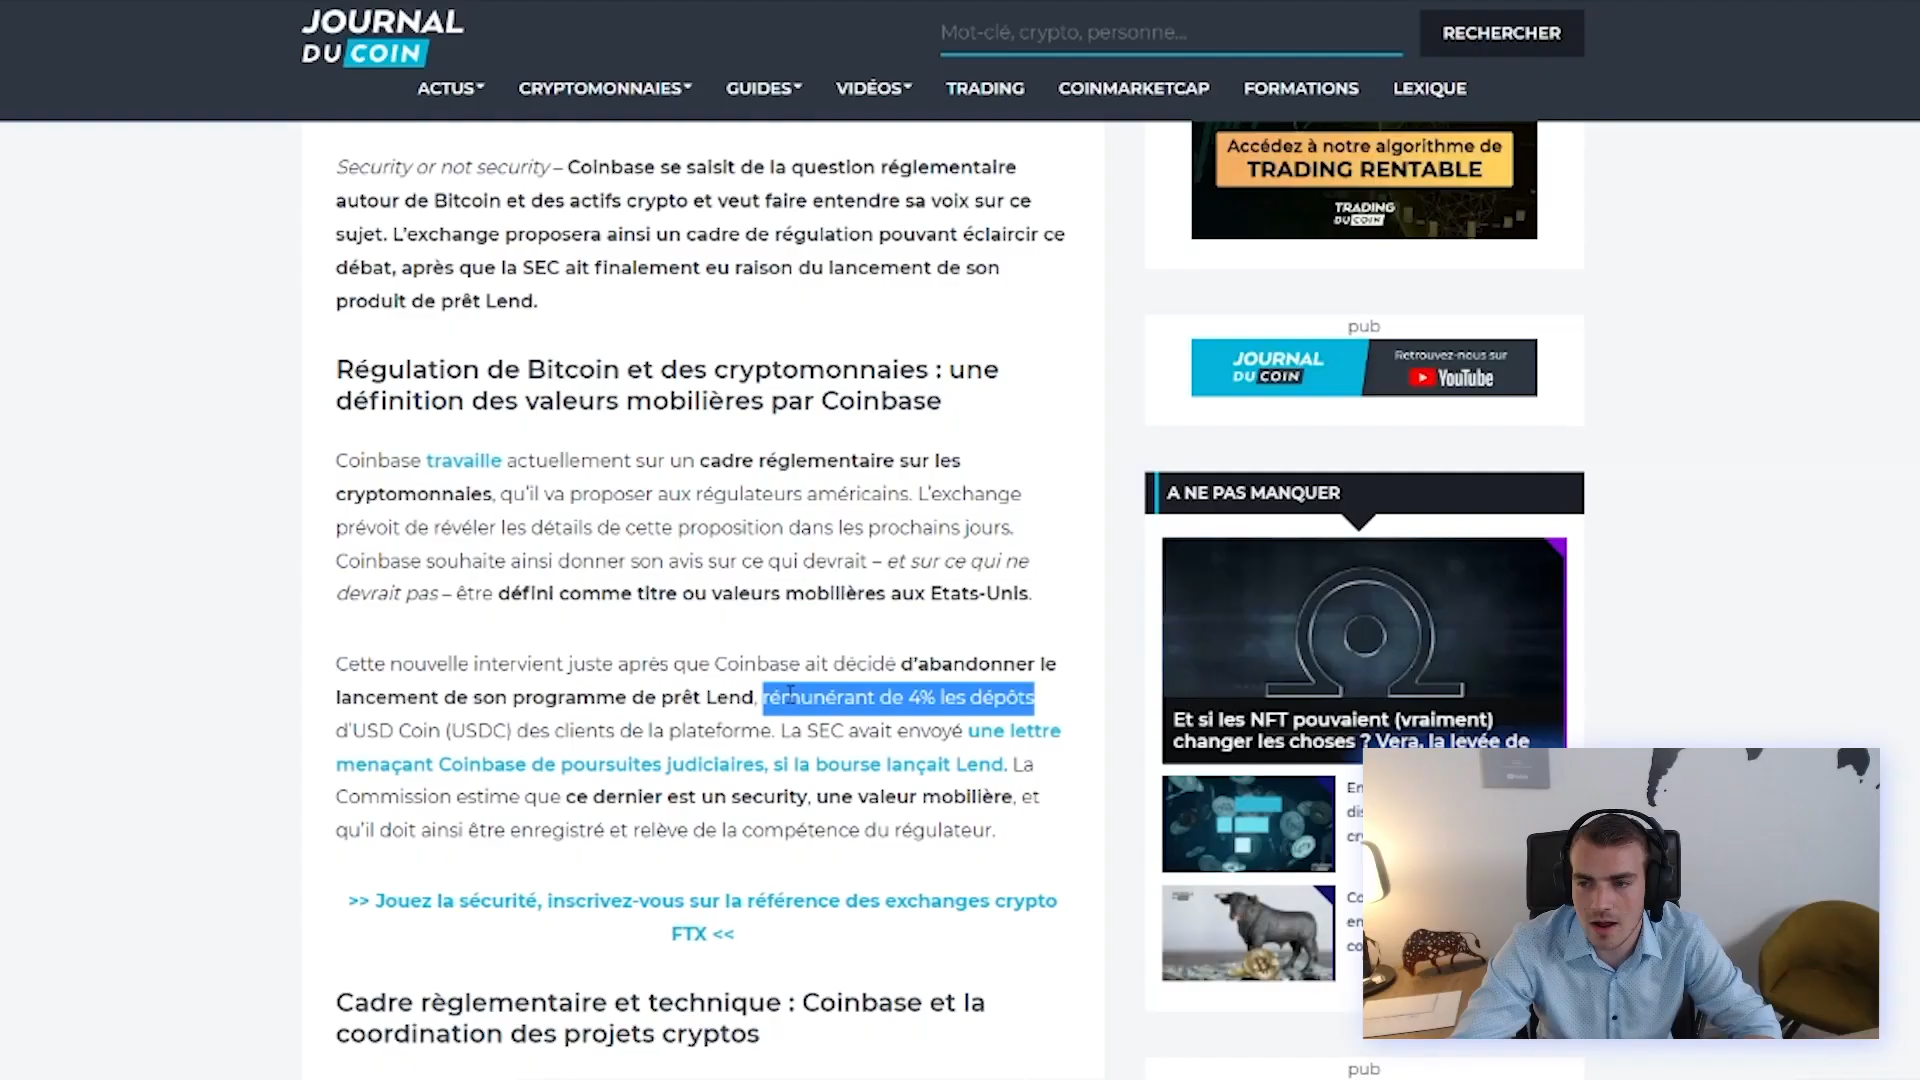 JOURNAL
DU COIN
Mot-clé, crypto, personne...
RECHERCHER
ACTUS
CRYPTOMONNAIES
GUIDES
VIDÉOS
TRADING
COINMARKETCAP
FORMATIONS
LEXIQUE
Security or not security – Coinbase se saisit de la question réglementaire
autour de Bitcoin et des actifs crypto et veut faire entendre sa voix sur ce
sujet. L'exchange proposera ainsi un cadre de régulation pouvant éclaircir ce
débat, après que la SEC ait finalement eu raison du lancement de son
produit de prêt Lend.
Régulation de Bitcoin et des cryptomonnaies : une
définition des valeurs mobilières par Coinbase
Coinbase travaille actuellement sur un cadre réglementaire sur les
cryptomonnaies, qu'il va proposer aux régulateurs américains. L'exchange
prévoit de révéler les détails de cette proposition dans les prochains jours.
Coinbase souhaite ainsi donner son avis sur ce qui devrait – et sur ce qui ne
devrait pas – être défini comme titre ou valeurs mobilières aux Etats-Unis.
Cette nouvelle intervient juste après que Coinbase ait décidé d'abandonner le
lancement de son programme de prêt Lend, rémunérant de 4% les dépôts
d'USD Coin (USDC) des clients de la plateforme. La SEC avait envoyé une lettre
menaçant Coinbase de poursuites judiciaires, si la bourse lançait Lend. La
Commission estime que ce dernier est un security, une valeur mobilière, et
qu'il doit ainsi être enregistré et relève de la compétence du régulateur.
>> Jouez la sécurité, inscrivez-vous sur la référence des exchanges crypto
FTX <<
Cadre règlementaire et technique : Coinbase et la
coordination des projets cryptos
Accédez à notre algorithme de
TRADING RENTABLE
TRADING
DU COIN
pub
JOURNAL
DU COIN
Retrouvez-nous sur
YouTube
A NE PAS MANQUER
Et si les NFT pouvaient (vraiment)
changer les choses ? Vera, la levée de
En
dis
cr
Co
en
co
pub